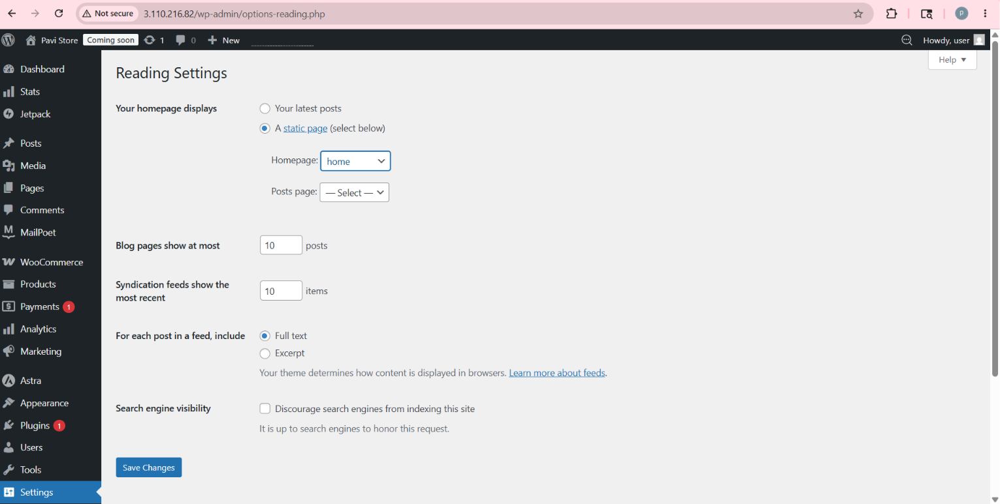 Not secure 3.110.216.82/wp-admin/options-reading.php P
Pavi Store Coming soon 1 0 New Howdy, user
Help
Dashboard
Stats
Jetpack
Posts
Media
Pages
Comments
MailPoet
WooCommerce
Products
Payments 1
Analytics
Marketing
Astra
Appearance
Plugins 1
Users
Tools
Settings
Reading Settings
Your homepage displays
Your latest posts
A static page (select below)
Homepage: home
Posts page: — Select —
Blog pages show at most 10 posts
Syndication feeds show the
most recent
10 items
For each post in a feed, include
Full text
Excerpt
Your theme determines how content is displayed in browsers. Learn more about feeds.
Search engine visibility
Discourage search engines from indexing this site
It is up to search engines to honor this request.
Save Changes